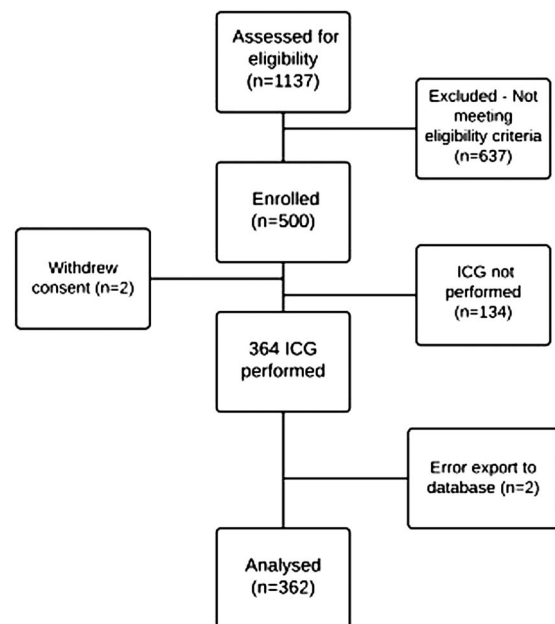 Assessed for
eligibility
(n=1137)
Excluded - Not
meeting
eligibility criteria
(n=637)
Enrolled
(n=500)
Withdrew
consent (n=2)
ICG not
performed
(n=134)
364 ICG
performed
Error export to
database (n=2)
Analysed
(n=362)